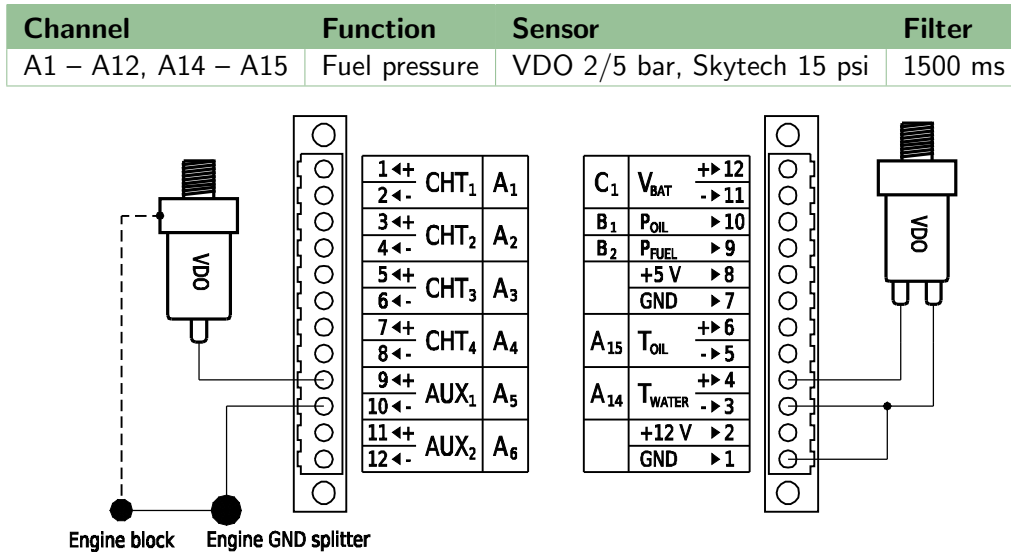 Channel Function Sensor Filter
A1 – A12, A14 – A15 Fuel pressure VDO 2/5 bar, Skytech 15 psi 1500 ms
VDO
1 ◂+ CHT1 A1
2 ◂-
3 ◂+ CHT2 A2
4 ◂-
5 ◂+ CHT3 A3
6 ◂-
7 ◂+ CHT4 A4
8 ◂-
9 ◂+ AUX1 A5
10 ◂-
11 ◂+ AUX2 A6
12 ◂-
Engine block Engine GND splitter
C1 VBAT +▸12
-▸11
B1 POIL ▸10
B2 PFUEL ▸9
+5 V ▸8
GND ▸7
A15 TOIL +▸6
-▸5
A14 TWATER +▸4
-▸3
+12 V ▸2
GND ▸1
VDO